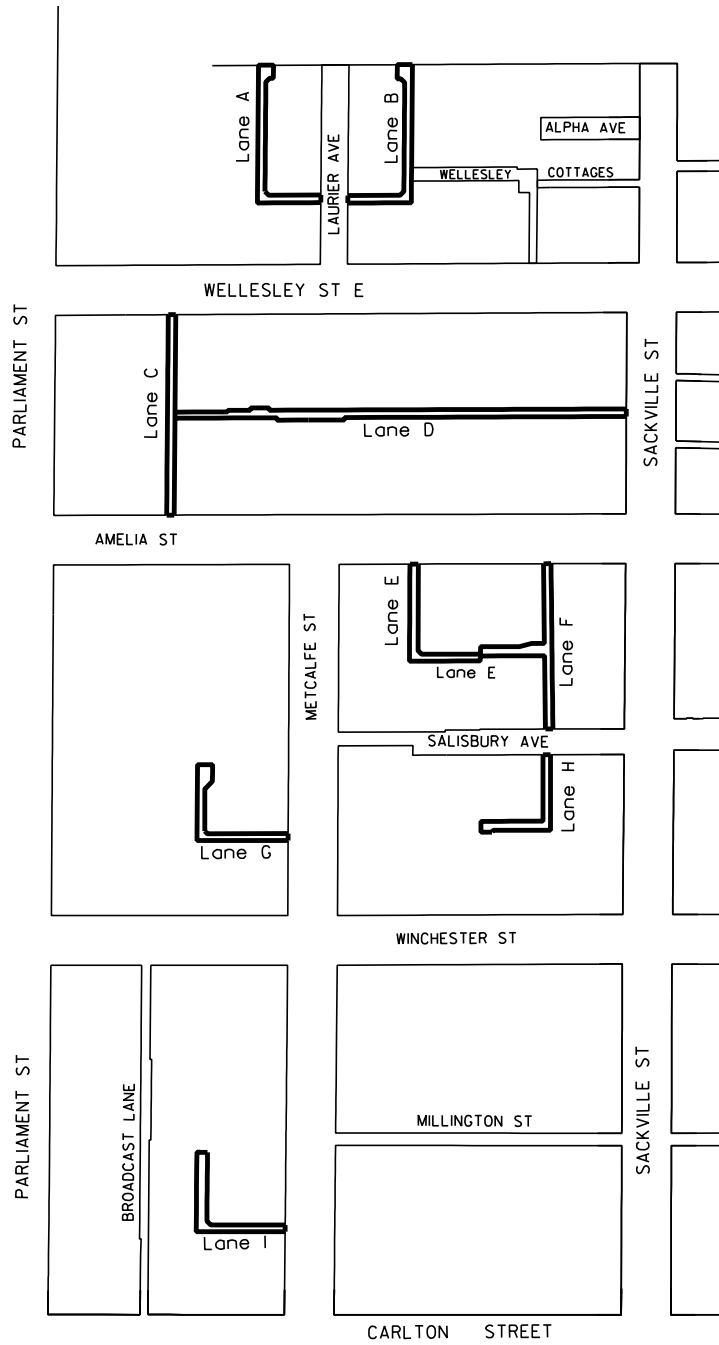 Lane A
LAURIER AVE
Lane B
ALPHA AVE
WELLESLEY COTTAGES
WELLESLEY ST E
PARLIAMENT ST
Lane C
Lane D
SACKVILLE ST
AMELIA ST
METCALFE ST
Lane E
Lane E
Lane F
SALISBURY AVE
Lane G
Lane H
WINCHESTER ST
PARLIAMENT ST
BROADCAST LANE
MILLINGTON ST
SACKVILLE ST
Lane I
CARLTON STREET